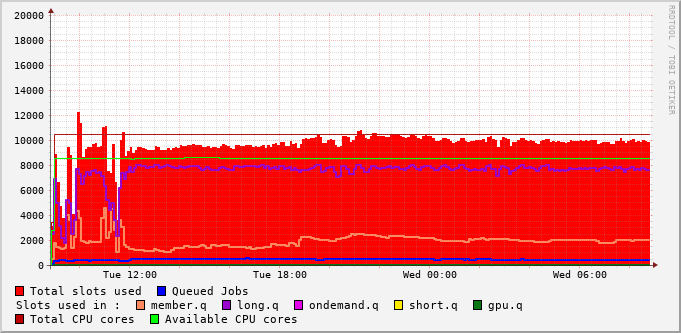 RRDTOOL / TOBI OETIKER
20000
18000
16000
14000
12000
10000
8000
6000
4000
2000
0
Tue 12:00 Tue 18:00 Wed 00:00 Wed 06:00
Total slots used Queued Jobs
Slots used in : member.q long.q ondemand.q short.q gpu.q
Total CPU cores Available CPU cores